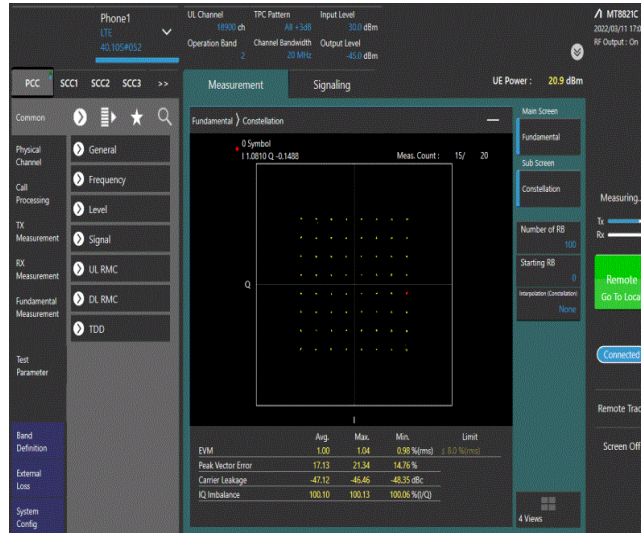 Phone1
LTE
40.10S#052
UL Channel
18900 ch
TPC Pattern
All +3dB
Input Level
30.0 dBm
Operation Band
2
Channel Bandwidth
20 MHz
Output Level
-45.0 dBm
MT8821C
2022/03/11 17:0
RF Output : On
PCC SCC1 SCC2 SCC3 >>
Measurement
Signaling
UE Power : 20.9 dBm
Common
Physical
Channel
Call
Processing
TX
Measurement
RX
Measurement
Fundamental
Measurement
Test
Parameter
Band
Definition
External
Loss
System
Config
General
Frequency
Level
Signal
UL RMC
DL RMC
TDD
Fundamental Constellation
0 Symbol
I 1.0810 Q -0.1488
Meas. Count : 15/ 20
Q
I
Avg. Max. Min. Limit
EVM 1.00 1.04 0.98 %(rms) ≤ 8.0 %(rms)
Peak Vector Error 17.13 21.34 14.76 %
Carrier Leakage -47.12 -46.46 -48.35 dBc
IQ Imbalance 100.10 100.13 100.06 %(I/Q)
Main Screen
Fundamental
Sub Screen
Constellation
Number of RB
100
Starting RB
0
Interpolation (Constellation)
None
4 Views
Measuring..
Tx
Rx
Remote
Go To Loca
Connected
Remote Trac
Screen Off